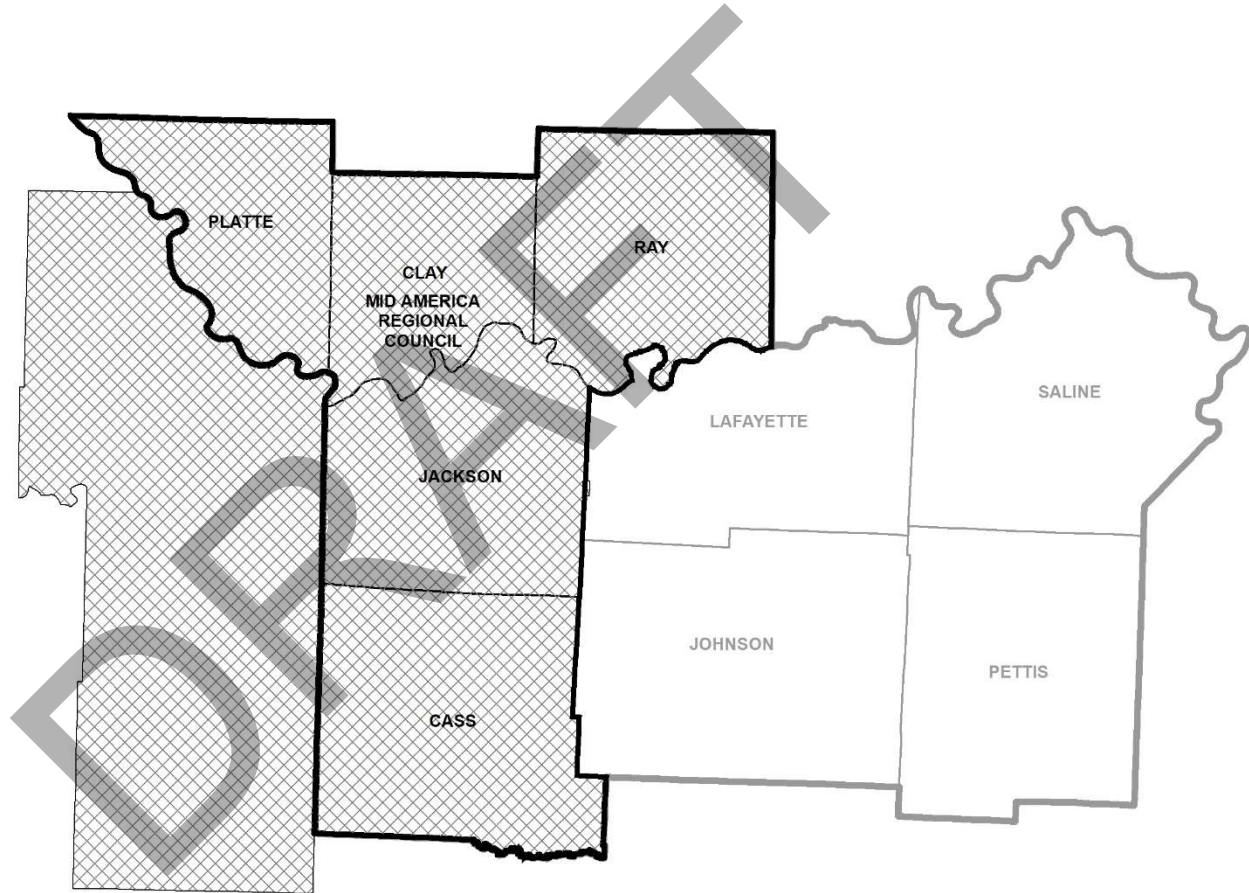 PLATTE
RAY
CLAY
MID AMERICA
REGIONAL
COUNCIL
SALINE
LAFAYETTE
JACKSON
JOHNSON
PETTIS
CASS
DRAFT